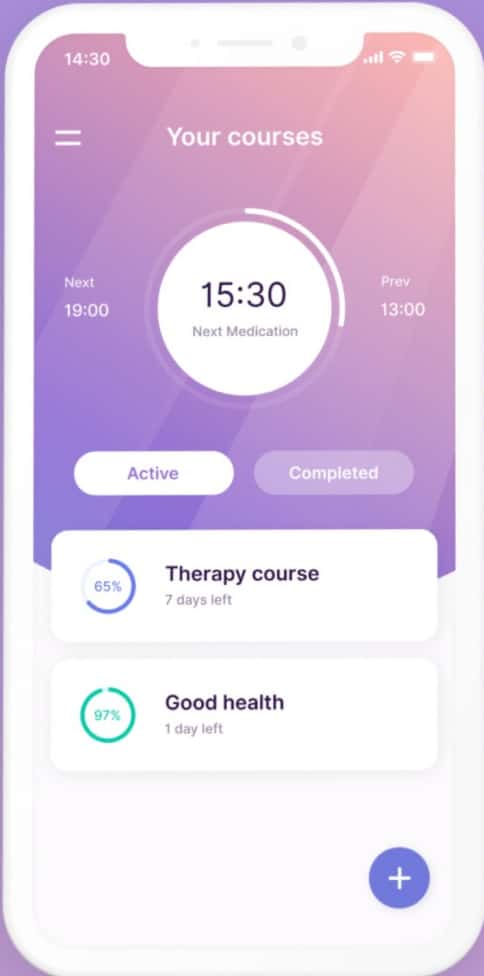 14:30
Your courses
Next
19:00
15:30
Next Medication
Prev
13:00
Active
Completed
65%
Therapy course
7 days left
97%
Good health
1 day left